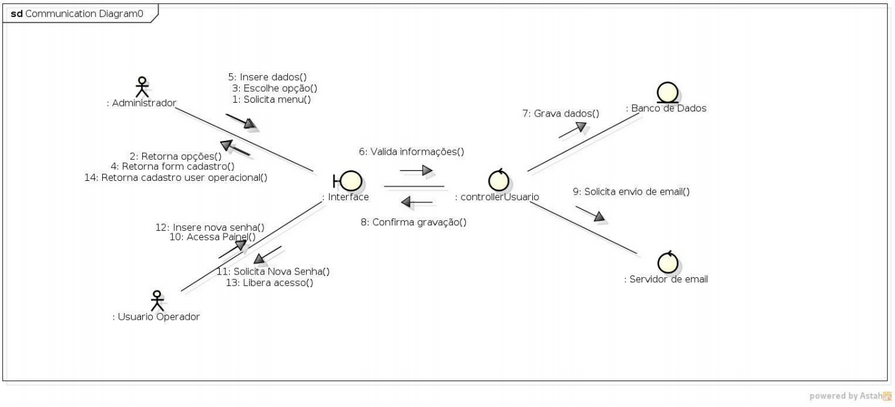 sd Communication Diagram0
: Administrador
5: Insere dados()
3: Escolhe opção()
1: Solicita menu()
2: Retorna opções()
4: Retorna form cadastro()
14: Retorna cadastro user operacional()
6: Valida informações()
: Interface
8: Confirma gravação()
: controllerUsuario
7: Grava dados()
: Banco de Dados
9: Solicita envio de email()
: Servidor de email
12: Insere nova senha()
10: Acessa Painel()
11: Solicita Nova Senha()
13: Libera acesso()
: Usuario Operador
powered by Astah